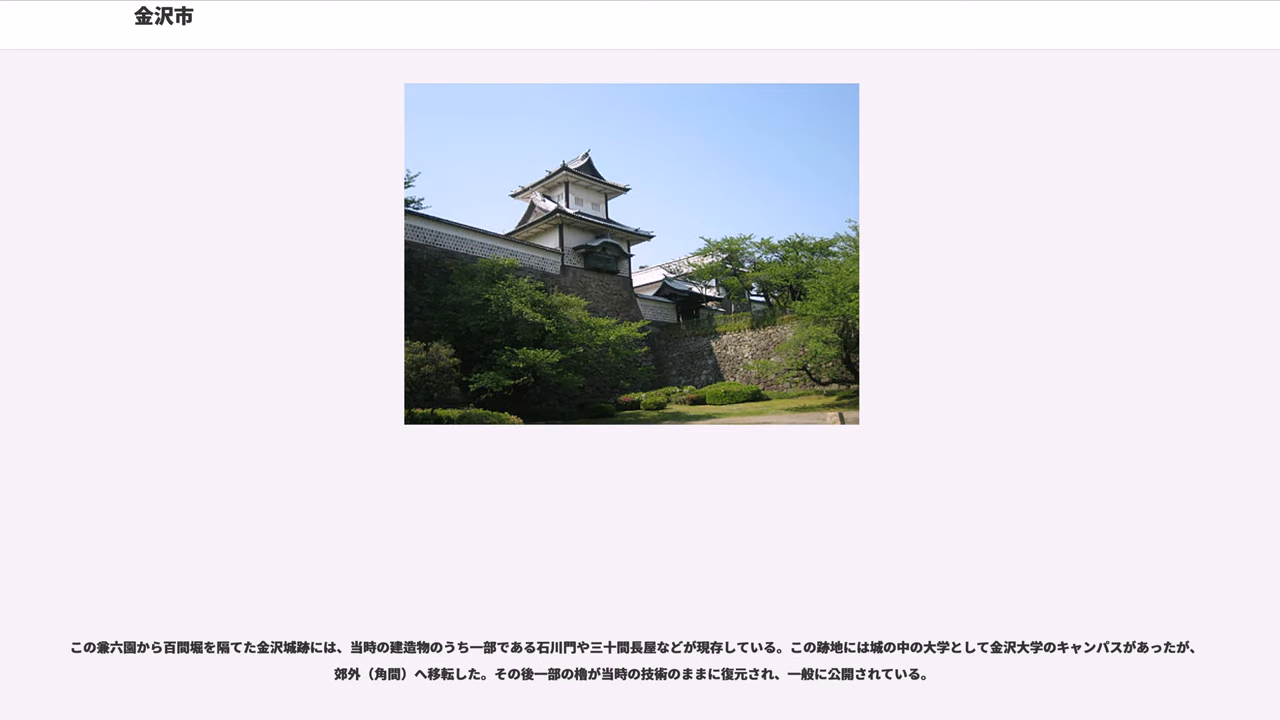 金沢市
この兼六園から百間堀を隔てた金沢城跡には、当時の建造物のうち一部である石川門や三十間長屋などが現存している。この跡地には城の中の大学として金沢大学のキャンパスがあったが、
郊外（角間）へ移転した。その後一部の櫓が当時の技術のままに復元され、一般に公開されている。